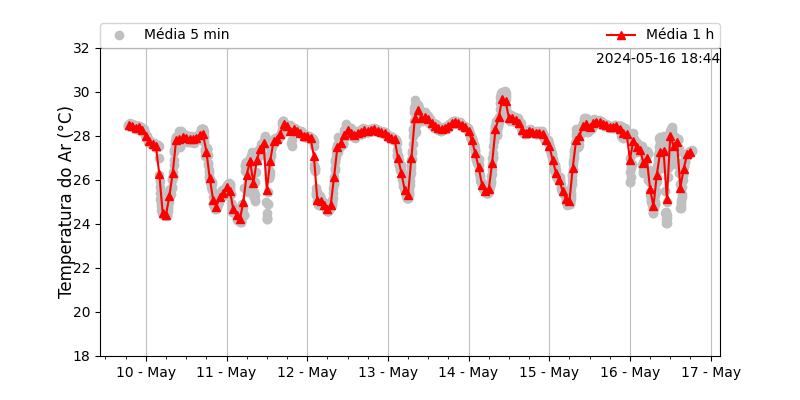 Média 5 min
Média 1 h
2024-05-16 18:44
Temperatura do Ar (°C)
32
30
28
26
24
22
20
18
10 - May
11 - May
12 - May
13 - May
14 - May
15 - May
16 - May
17 - May